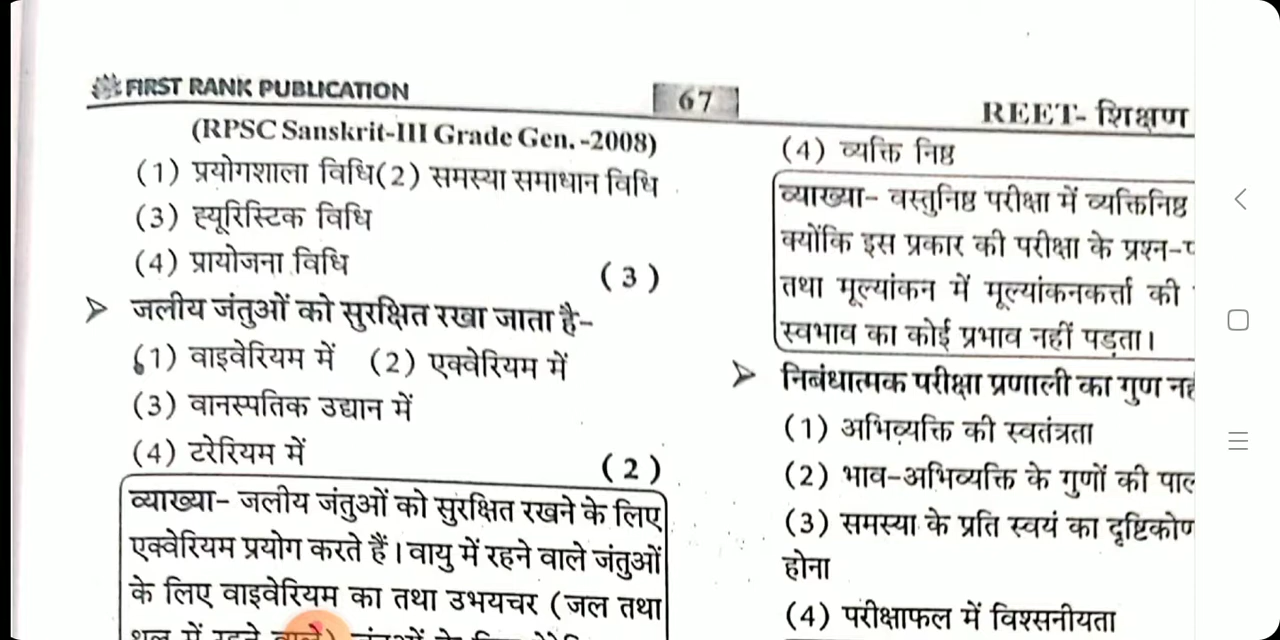 FIRST RANK PUBLICATION
67
REET- शिक्षण
(RPSC Sanskrit-III Grade Gen. -2008)
(1) प्रयोगशाला विधि(2) समस्या समाधान विधि
(3) ह्यूरिस्टिक विधि
(4) प्रायोजना विधि (3)
➤ जलीय जंतुओं को सुरक्षित रखा जाता है-
(1) वाइवेरियम में (2) एक्वेरियम में
(3) वानस्पतिक उद्यान में
(4) टरेरियम में (2)
व्याख्या- जलीय जंतुओं को सुरक्षित रखने के लिए
एक्वेरियम प्रयोग करते हैं। वायु में रहने वाले जंतुओं
के लिए वाइवेरियम का तथा उभयचर (जल तथा
थल में रहने वाले) जंतुओं के लिए
(4) व्यक्ति निष्ठ
व्याख्या- वस्तुनिष्ठ परीक्षा में व्यक्तिनिष्ठ
क्योंकि इस प्रकार की परीक्षा के प्रश्न-
तथा मूल्यांकन में मूल्यांकनकर्त्ता की
स्वभाव का कोई प्रभाव नहीं पड़ता।
➤ निबंधात्मक परीक्षा प्रणाली का गुण
(1) अभिव्यक्ति की स्वतंत्रता
(2) भाव-अभिव्यक्ति के गुणों की
(3) समस्या के प्रति स्वयं का दृष्टिकोण
होना
(4) परीक्षाफल में विश्सनीयता